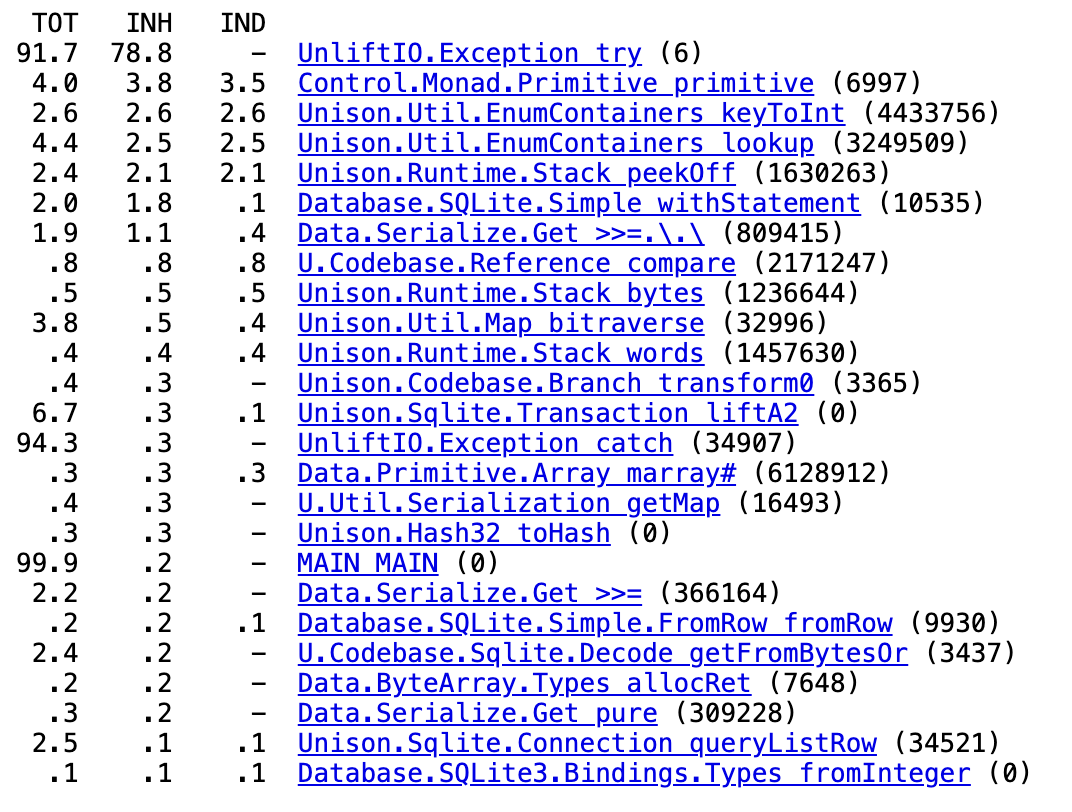 TOT INH IND
91.7 78.8 – UnliftIO.Exception try (6)
4.0 3.8 3.5 Control.Monad.Primitive primitive (6997)
2.6 2.6 2.6 Unison.Util.EnumContainers keyToInt (4433756)
4.4 2.5 2.5 Unison.Util.EnumContainers lookup (3249509)
2.4 2.1 2.1 Unison.Runtime.Stack peekOff (1630263)
2.0 1.8 .1 Database.SQLite.Simple withStatement (10535)
1.9 1.1 .4 Data.Serialize.Get >>=.\.\ (809415)
.8 .8 .8 U.Codebase.Reference compare (2171247)
.5 .5 .5 Unison.Runtime.Stack bytes (1236644)
3.8 .5 .4 Unison.Util.Map bitraverse (32996)
.4 .4 .4 Unison.Runtime.Stack words (1457630)
.4 .3 – Unison.Codebase.Branch transform0 (3365)
6.7 .3 .1 Unison.Sqlite.Transaction liftA2 (0)
94.3 .3 – UnliftIO.Exception catch (34907)
.3 .3 .3 Data.Primitive.Array marray# (6128912)
.4 .3 – U.Util.Serialization getMap (16493)
.3 .3 – Unison.Hash32 toHash (0)
99.9 .2 – MAIN MAIN (0)
2.2 .2 – Data.Serialize.Get >>= (366164)
.2 .2 .1 Database.SQLite.Simple.FromRow fromRow (9930)
2.4 .2 – U.Codebase.Sqlite.Decode getFromBytesOr (3437)
.2 .2 – Data.ByteArray.Types allocRet (7648)
.3 .2 – Data.Serialize.Get pure (309228)
2.5 .1 .1 Unison.Sqlite.Connection queryListRow (34521)
.1 .1 .1 Database.SQLite3.Bindings.Types fromInteger (0)